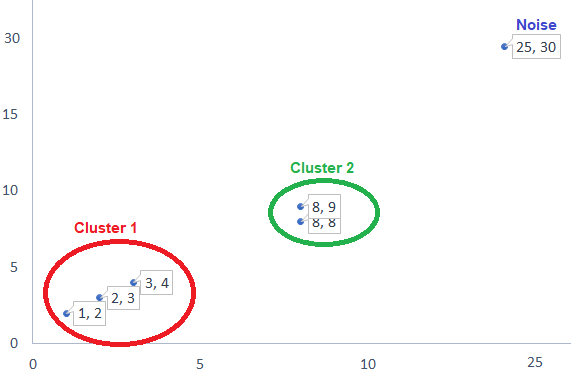 Noise
30
25, 30
15
Cluster 2
10
8, 9
8, 8
Cluster 1
5
3, 4
2, 3
1, 2
0
0 5 10 25